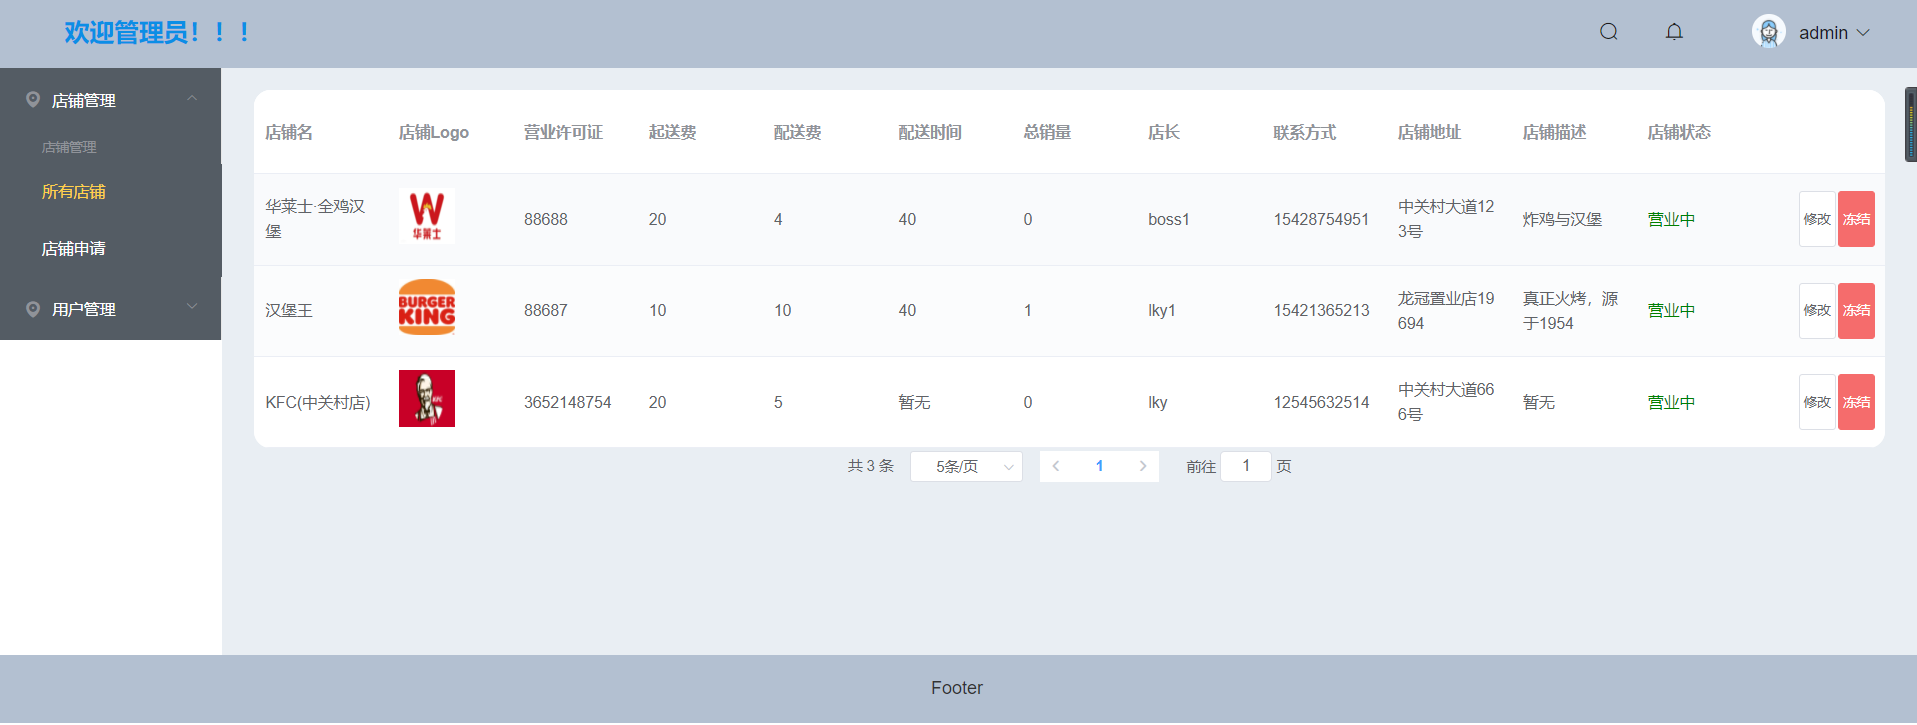 欢迎管理员！！！
admin
店铺管理
店铺管理
所有店铺
店铺申请
用户管理
店铺名 店铺Logo 营业许可证 起送费 配送费 配送时间 总销量 店长 联系方式 店铺地址 店铺描述 店铺状态
华莱士·全鸡汉
堡
华莱士
88688 20 4 40 0 boss1 15428754951
中关村大道12
3号
炸鸡与汉堡 营业中 修改 冻结
汉堡王
BURGER
KING
88687 10 10 40 1 lky1 15421365213
龙冠置业店19
694
真正火烤，源
于1954
营业中 修改 冻结
KFC(中关村店)
KFC
3652148754 20 5 暂无 0 lky 12545632514
中关村大道66
6号
暂无 营业中 修改 冻结
共 3 条 5条/页 1 前往 1 页
Footer